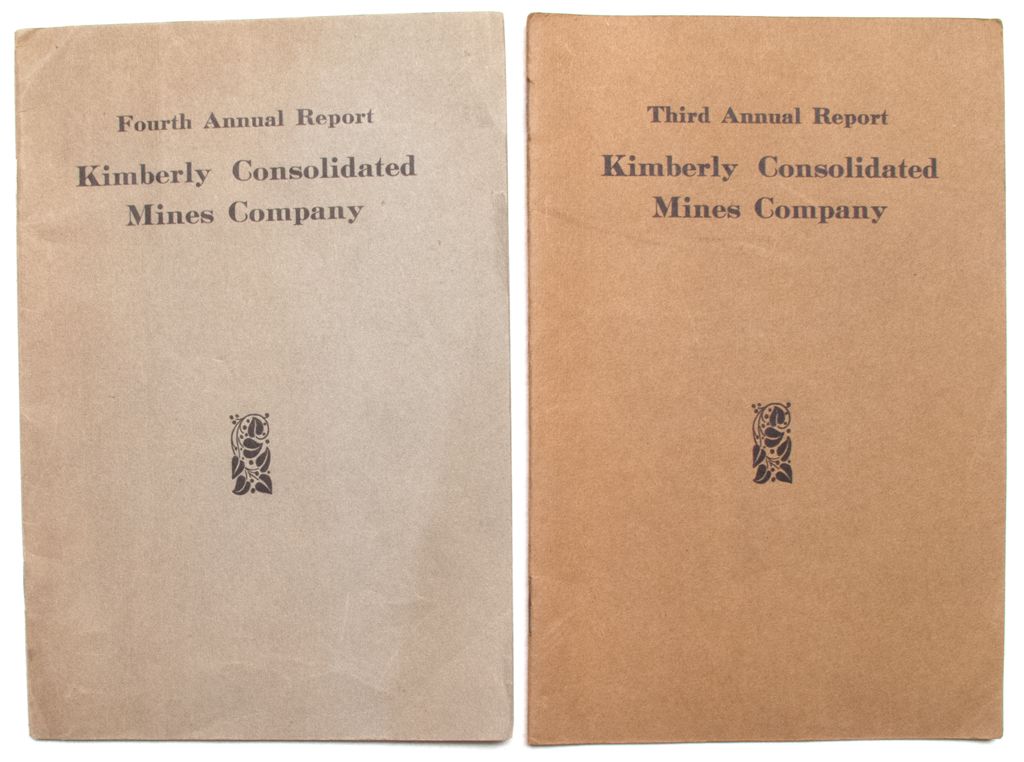 Fourth Annual Report
Kimberly Consolidated
Mines Company
Third Annual Report
Kimberly Consolidated
Mines Company